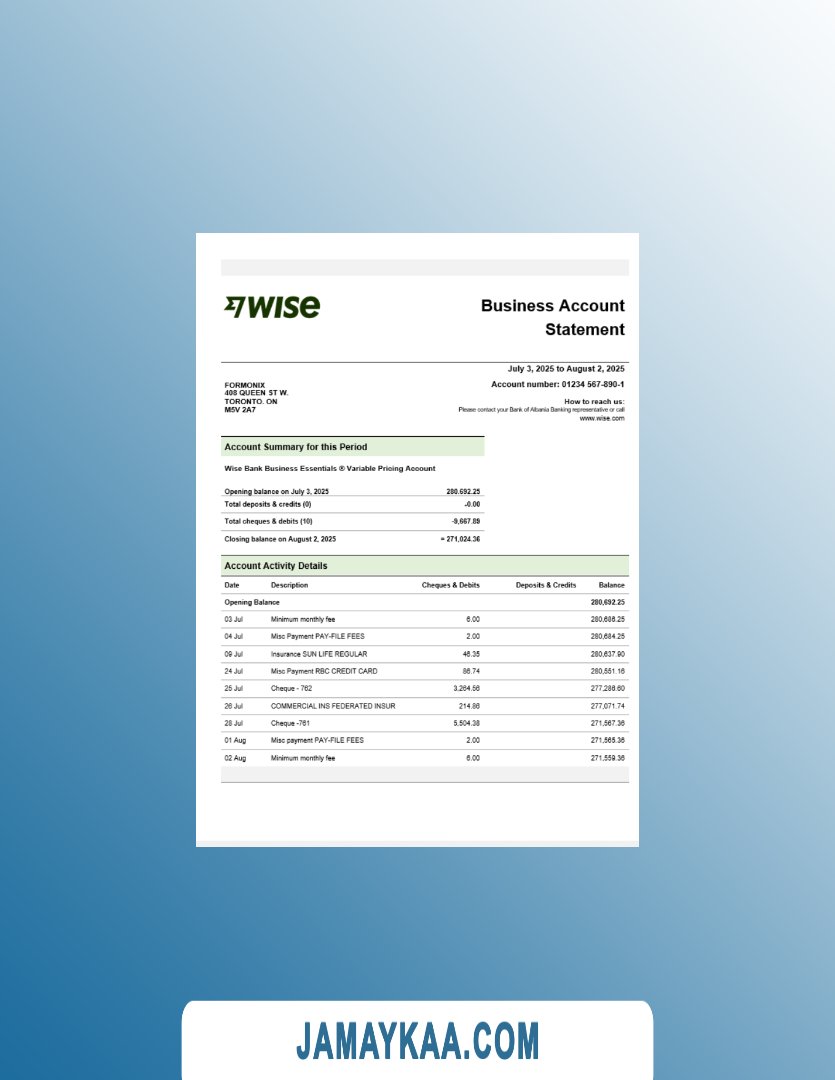 WISE
Business Account
Statement
July 3, 2025 to August 2, 2025
Account number: 01234 567-890-1
FORMONIX
408 QUEEN ST W.
TORONTO. ON
M5V 2A7
How to reach us:
Please contact your Bank of Albania Banking representative or call
www.wise.com
Account Summary for this Period
Wise Bank Business Essentials ® Variable Pricing Account
Opening balance on July 3, 2025 280.692.25
Total deposits & credits (0) -0.00
Total cheques & debits (10) -9,667.89
Closing balance on August 2, 2025 = 271,024.36
Account Activity Details
Date Description Cheques & Debits Deposits & Credits Balance
Opening Balance 280,692.25
03 Jul Minimum monthly fee 6.00 280,686.25
04 Jul Misc Payment PAY-FILE FEES 2.00 280,684.25
09 Jul Insurance SUN LIFE REGULAR 46.35 280,637.90
24 Jul Misc Payment RBC CREDIT CARD 86.74 280,551.16
25 Jul Cheque - 762 3,264.56 277,286.60
26 Jul COMMERCIAL INS FEDERATED INSUR 214.86 277,071.74
28 Jul Cheque -761 5,504.38 271,567.36
01 Aug Misc payment PAY-FILE FEES 2.00 271,565.36
02 Aug Minimum monthly fee 6.00 271,559.36
JAMAYKAA.COM